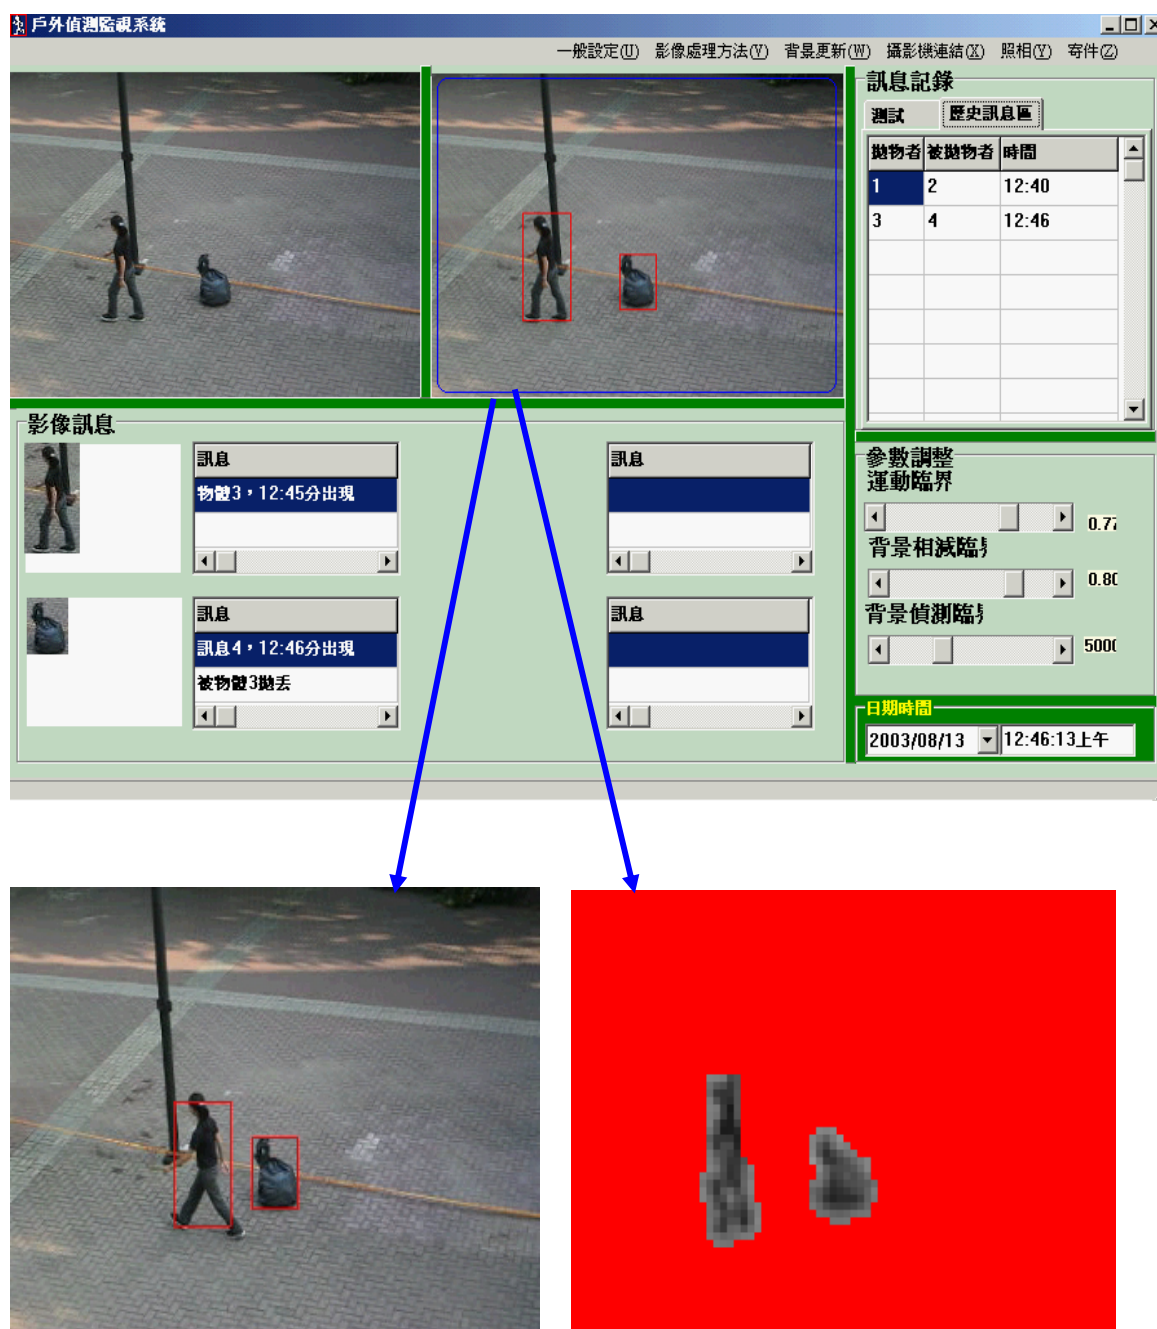 戶外偵測監視系統
一般設定(U) 影像處理方法(V) 背景更新(W) 攝影機連結(X) 照相(Y) 寄件(Z)
訊息記錄
測試 歷史訊息區
拋物者 被拋物者 時間
1 2 12:40
3 4 12:46
影像訊息
訊息
物體3，12:45分出現
訊息
訊息
訊息4，12:46分出現
被物體3拋丟
訊息
參數調整
運動臨界
0.77
背景相減臨
0.80
背景偵測臨
5000
日期時間
2003/08/13 12:46:13上午